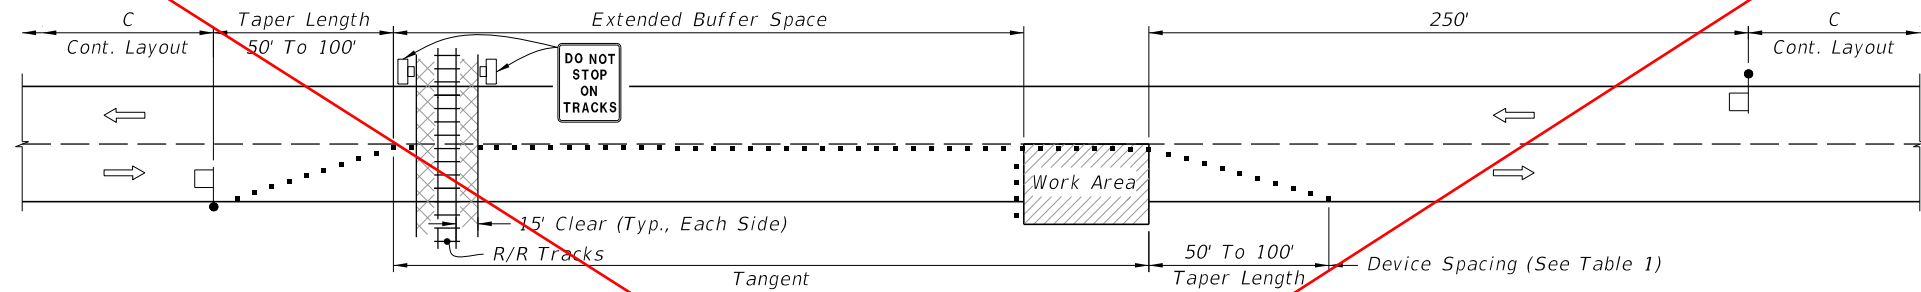 C
Cont. Layout
Taper Length
50' To 100'
Extended Buffer Space
250'
C
Cont. Layout
DO NOT
STOP
ON
TRACKS
Work Area
15' Clear (Typ., Each Side)
R/R Tracks
Tangent
50' To 100'
Taper Length
Device Spacing (See Table 1)